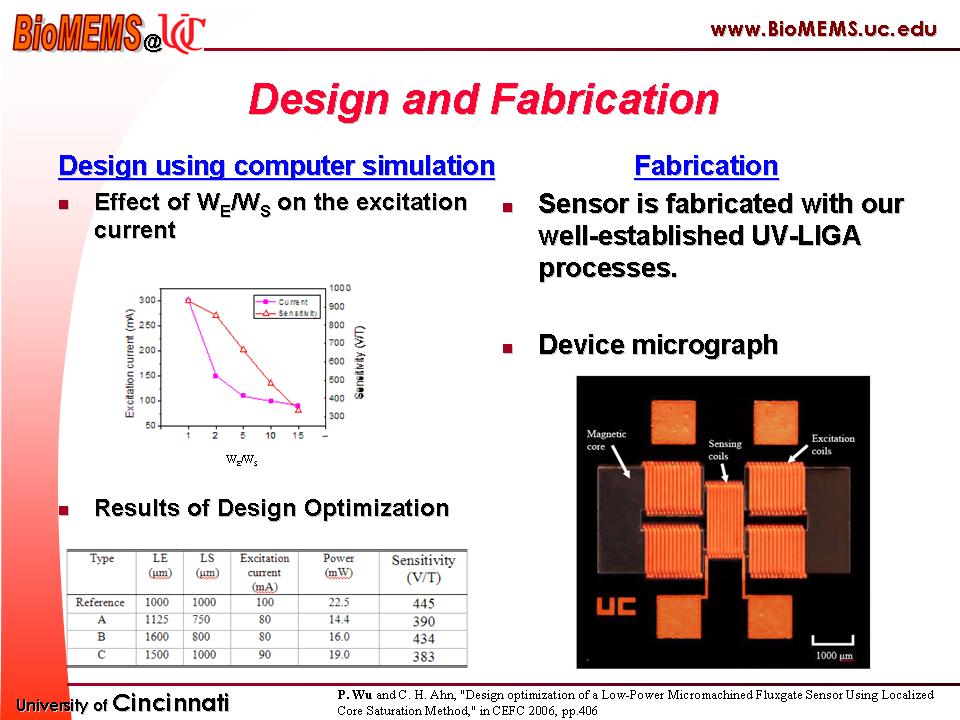 BioMEMS@UC
www.BioMEMS.uc.edu
Design and Fabrication
Design using computer simulation
Effect of WE/WS on the excitation
current
Current
Sensitivity
Excitation current (mA)
300
250
200
150
100
50
1000
900
800
700
600
500
400
300
Sensitivity (V/T)
1 2 5 10 15 --
WE/WS
Results of Design Optimization
Type LE (μm) LS (μm) Excitation current (mA) Power (mW) Sensitivity (V/T)
Reference 1000 1000 100 22.5 445
A 1125 750 80 14.4 390
B 1600 800 80 16.0 434
C 1500 1000 90 19.0 383
Fabrication
Sensor is fabricated with our
well-established UV-LIGA
processes.
Device micrograph
Magnetic
core
Sensing
coils
Excitation
coils
UC
1000 μm
University of Cincinnati
P. Wu and C. H. Ahn, "Design optimization of a Low-Power Micromachined Fluxgate Sensor Using Localized
Core Saturation Method," in CEFC 2006, pp.406